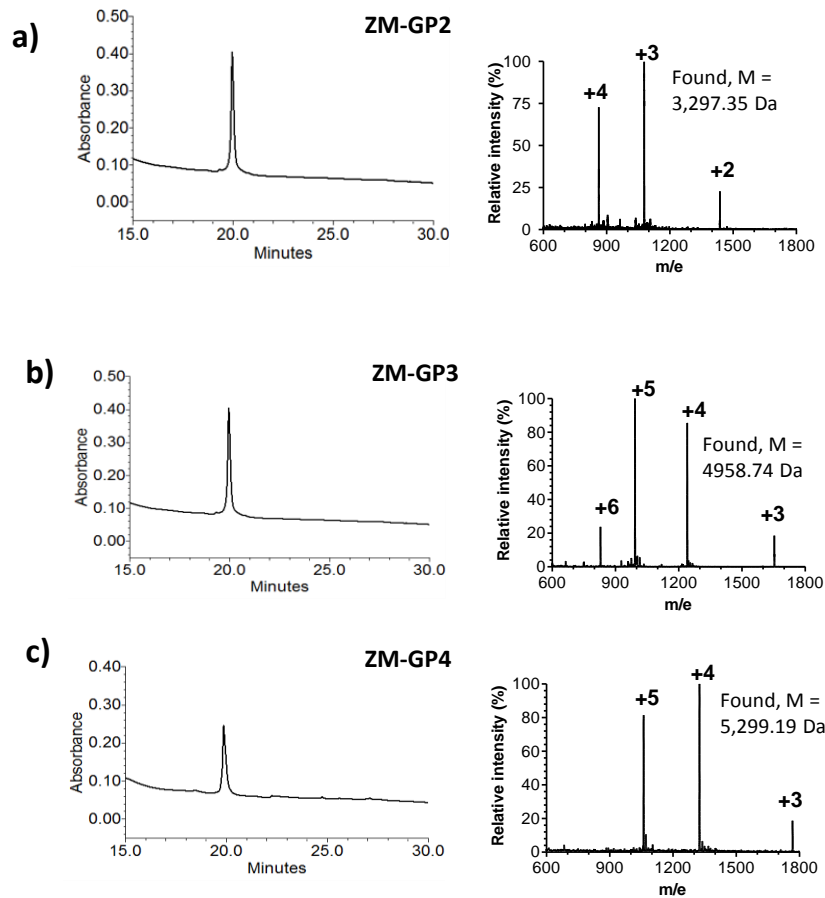 a)
ZM-GP2
0.50
0.40
0.30
0.20
0.10
0.00
Absorbance
15.0 20.0 25.0 30.0
Minutes
100
75
50
25
0
Relative intensity (%)
+4
+3
+2
Found, M =
3,297.35 Da
600 900 1200 1500 1800
m/e
b)
ZM-GP3
0.50
0.40
0.30
0.20
0.10
0.00
Absorbance
15.0 20.0 25.0 30.0
Minutes
100
80
60
40
20
0
Relative intensity (%)
+6
+5
+4
+3
Found, M =
4958.74 Da
600 900 1200 1500 1800
m/e
c)
ZM-GP4
0.40
0.30
0.20
0.10
0.00
Absorbance
15.0 20.0 25.0 30.0
Minutes
100
80
60
40
20
0
Relative intensity (%)
+5
+4
+3
Found, M =
5,299.19 Da
600 900 1200 1500 1800
m/e